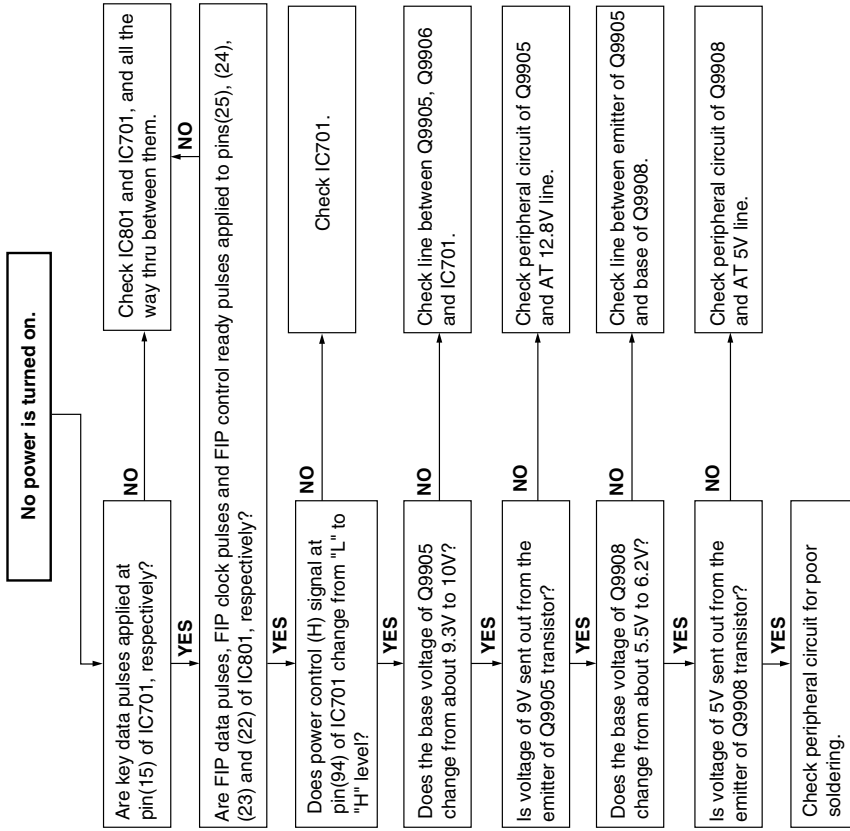 No power is turned on.
Are key data pulses applied at
pin(15) of IC701, respectively?
NO
Check IC801 and IC701, and all the
way thru between them.
YES
NO
Are FIP data pulses, FIP clock pulses and FIP control ready pulses applied to pins(25), (24),
(23) and (22) of IC801, respectively?
YES
Does power control (H) signal at
pin(94) of IC701 change from "L" to
"H" level?
NO
Check IC701.
YES
Does the base voltage of Q9905
change from about 9.3V to 10V?
NO
Check line between Q9905, Q9906
and IC701.
YES
Is voltage of 9V sent out from the
emitter of Q9905 transistor?
NO
Check peripheral circuit of Q9905
and AT 12.8V line.
YES
Does the base voltage of Q9908
change from about 5.5V to 6.2V?
NO
Check line between emitter of Q9905
and base of Q9908.
YES
Is voltage of 5V sent out from the
emitter of Q9908 transistor?
NO
Check peripheral circuit of Q9908
and AT 5V line.
YES
Check peripheral circuit for poor
soldering.